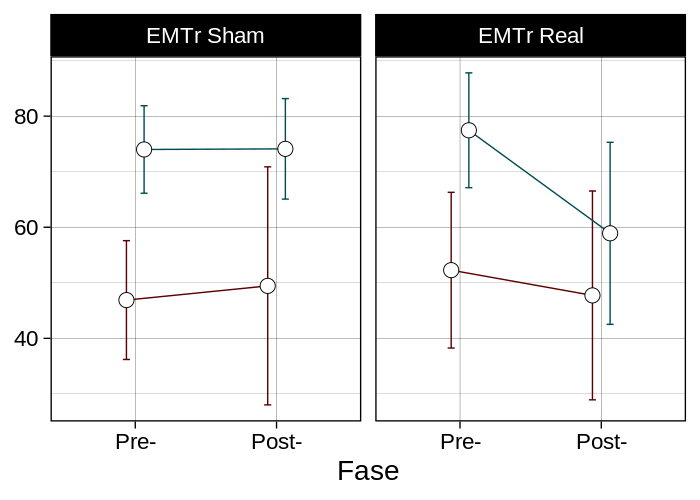 EMTr Sham
EMTr Real
80
60
40
Pre-
Post-
Pre-
Post-
Fase